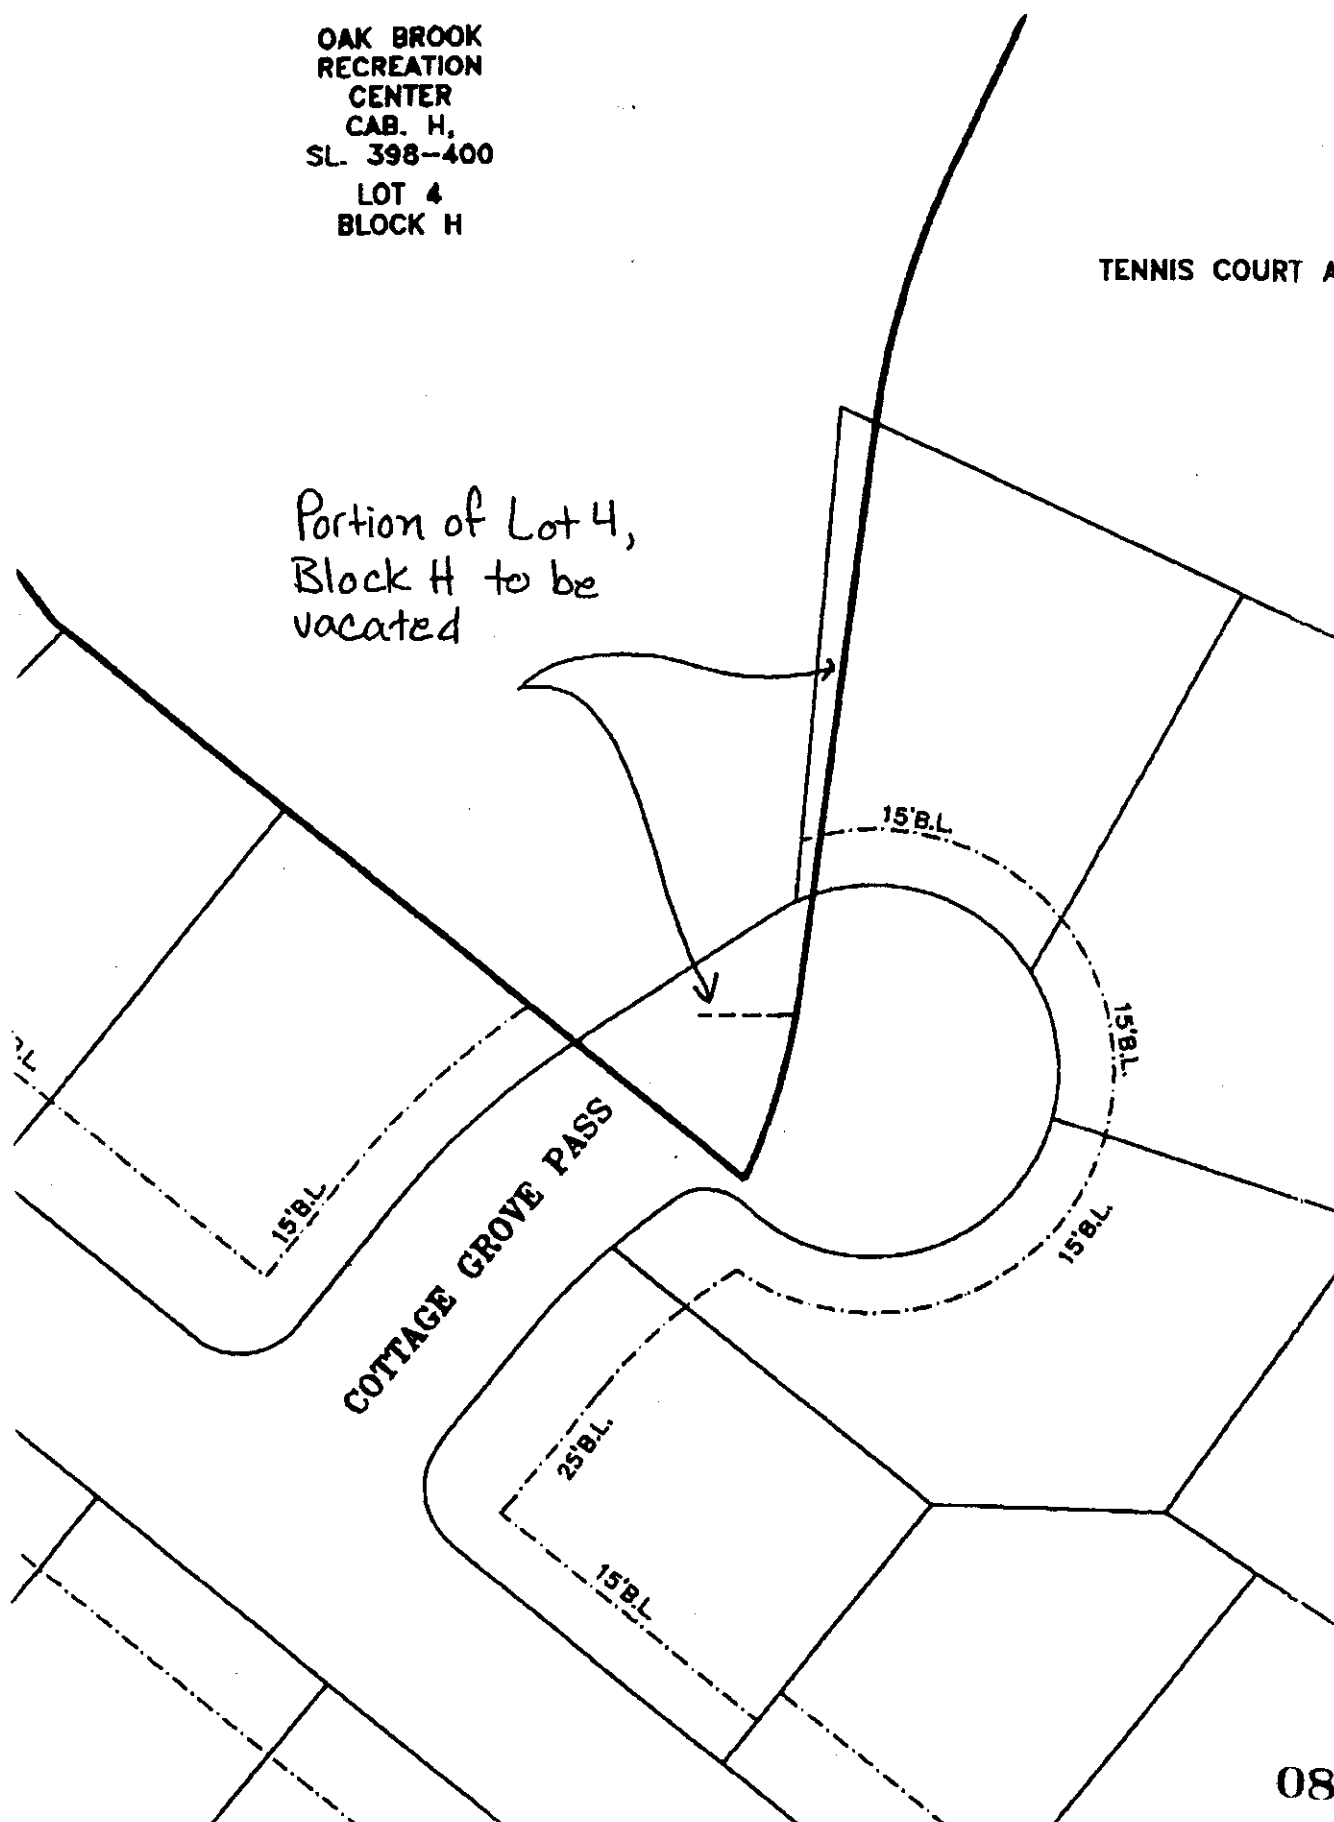 OAK BROOK
RECREATION
CENTER
CAB. H,
SL. 398-400
LOT 4
BLOCK H
TENNIS COURT
Portion of Lot 4,
Block H to be
vacated
15'B.L.
15'B.L.
15'B.L.
15'B.L.
COTTAGE GROVE PASS
25'B.L.
15'B.L.
08